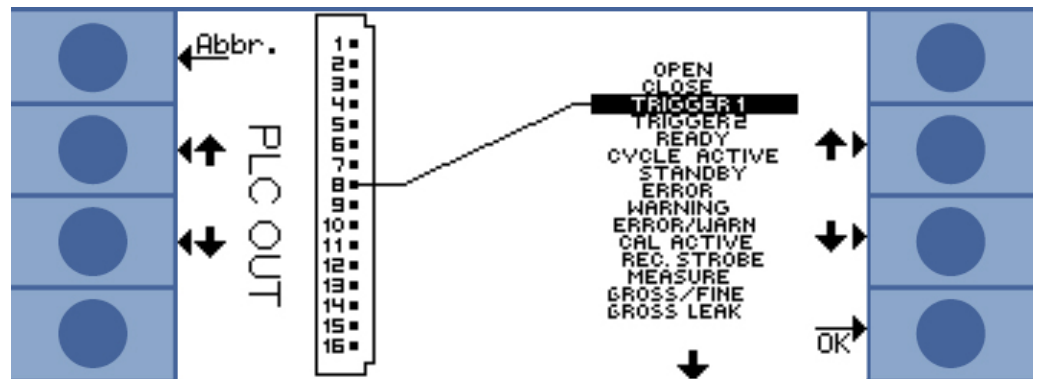 Abbr.
PLC OUT
1
2
3
4
5
6
7
8
9
10
11
12
13
14
15
16
OPEN
CLOSE
TRIGGER 1
TRIGGER 2
READY
CYCLE ACTIVE
STANDBY
ERROR
WARNING
ERROR/WARN
CAL ACTIVE
REC. STROBE
MEASURE
GROSS/FINE
GROSS LEAK
OK